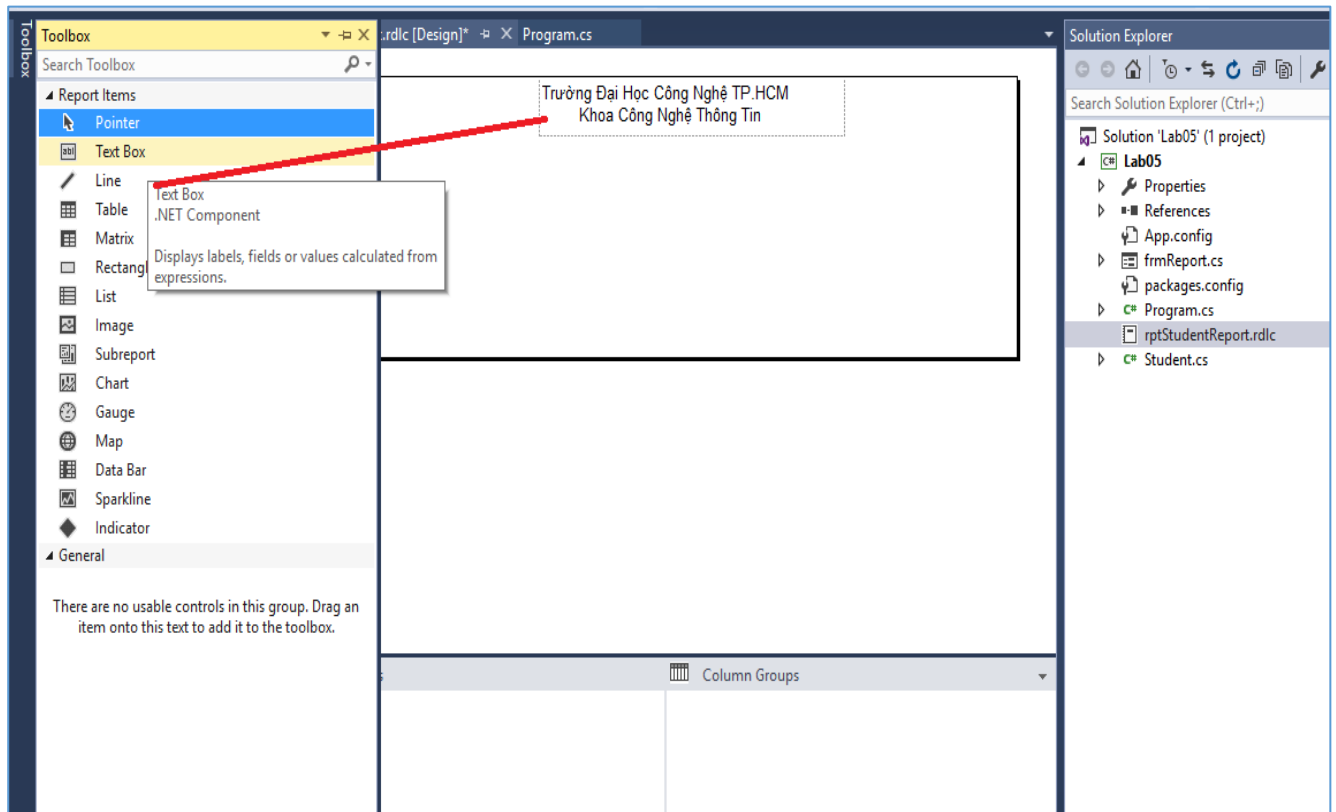 Toolbox
Toolbox
Search Toolbox
Report Items
Pointer
Text Box
Line
Table
Matrix
Rectangl
List
Image
Subreport
Chart
Gauge
Map
Data Bar
Sparkline
Indicator
General
There are no usable controls in this group. Drag an
item onto this text to add it to the toolbox.
Text Box
.NET Component
Displays labels, fields or values calculated from
expressions.
.rdlc [Design]*
Program.cs
Trường Đại Học Công Nghệ TP.HCM
Khoa Công Nghệ Thông Tin
Column Groups
Solution Explorer
Search Solution Explorer (Ctrl+;)
Solution 'Lab05' (1 project)
C# Lab05
Properties
References
App.config
frmReport.cs
packages.config
C# Program.cs
rptStudentReport.rdlc
C# Student.cs